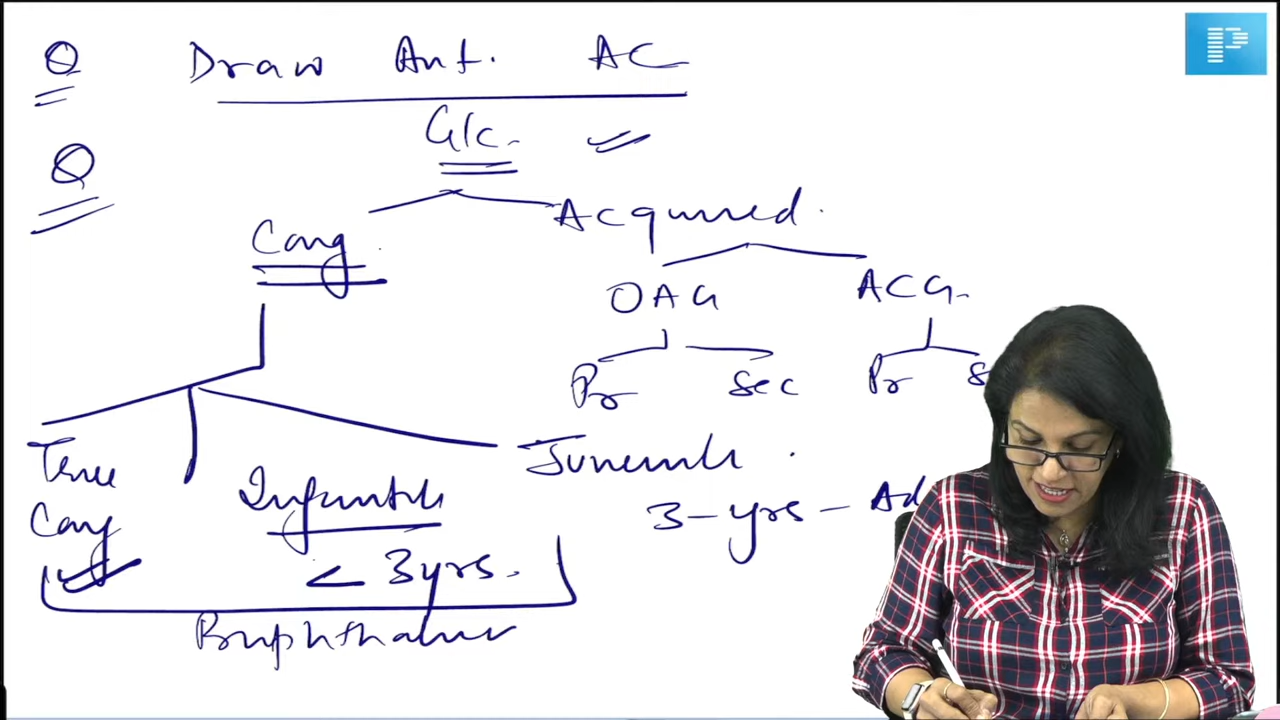 Q Draw Ant. AC
Q Glc.
Cong. Acquired.
OAG ACG.
Pr Sec Pr S
True Cong Infantile Juvenile.
< 3yrs. 3-yrs - Ad
Buphthalmos
P